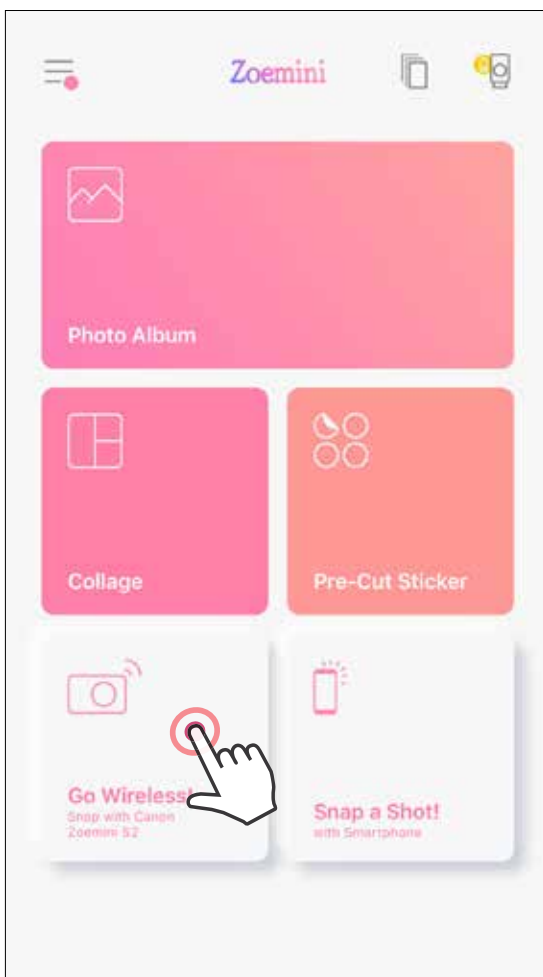 Zoemini
Photo Album
Collage
Pre-Cut Sticker
Go Wireless!
Snap with Canon
Zoemini S2
Snap a Shot!
with Smartphone